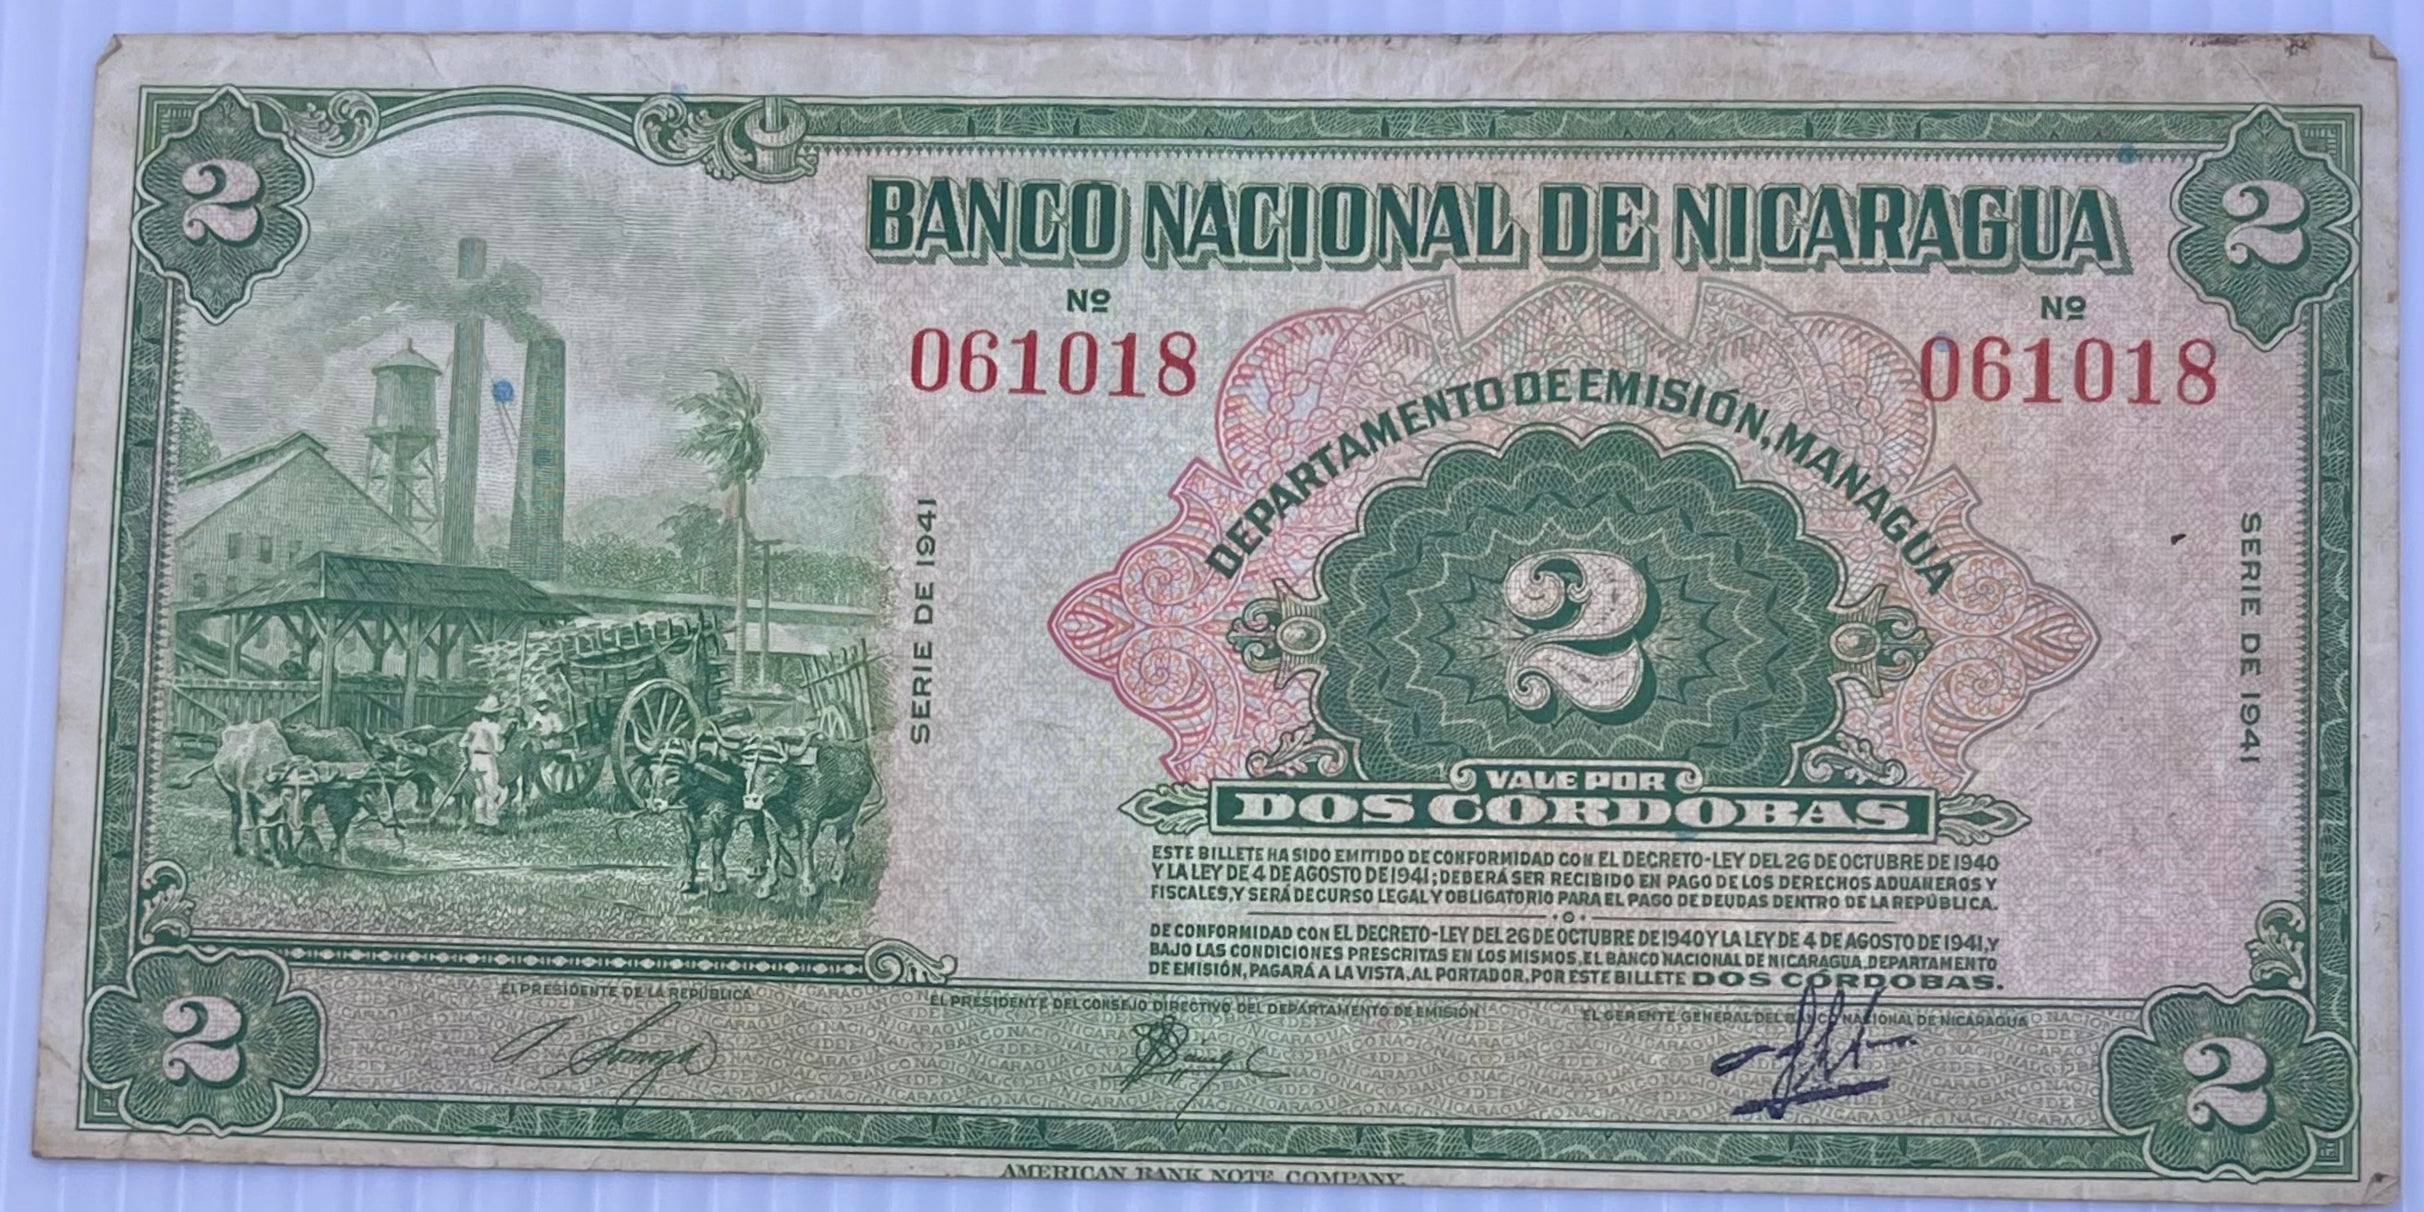 2
2
BANCO NACIONAL DE NICARAGUA
Nº
Nº
061018
061018
DEPARTAMENTO DE EMISIÓN, MANAGUA
SERIE DE 1941
SERIE DE 1941
2
VALE POR
DOS CÓRDOBAS
ESTE BILLETE HA SIDO EMITIDO DE CONFORMIDAD CON EL DECRETO-LEY DEL 26 DE OCTUBRE DE 1940
Y LA LEY DE 4 DE AGOSTO DE 1941; DEBERÁ SER RECIBIDO EN PAGO DE LOS DERECHOS ADUANEROS Y
FISCALES, Y SERÁ DE CURSO LEGAL Y OBLIGATORIO PARA EL PAGO DE DEUDAS DENTRO DE LA REPÚBLICA.
DE CONFORMIDAD CON EL DECRETO-LEY DEL 26 DE OCTUBRE DE 1940 Y LA LEY DE 4 DE AGOSTO DE 1941, Y
BAJO LAS CONDICIONES PRESCRITAS EN LOS MISMOS, EL BANCO NACIONAL DE NICARAGUA, DEPARTAMENTO
DE EMISIÓN, PAGARÁ A LA VISTA, AL PORTADOR, POR ESTE BILLETE DOS CÓRDOBAS.
EL PRESIDENTE DE LA REPÚBLICA
EL PRESIDENTE DEL CONSEJO DIRECTIVO DEL DEPARTAMENTO DE EMISIÓN
EL GERENTE GENERAL DEL BANCO NACIONAL DE NICARAGUA
A. Somoza
2
2
AMERICAN BANK NOTE COMPANY.